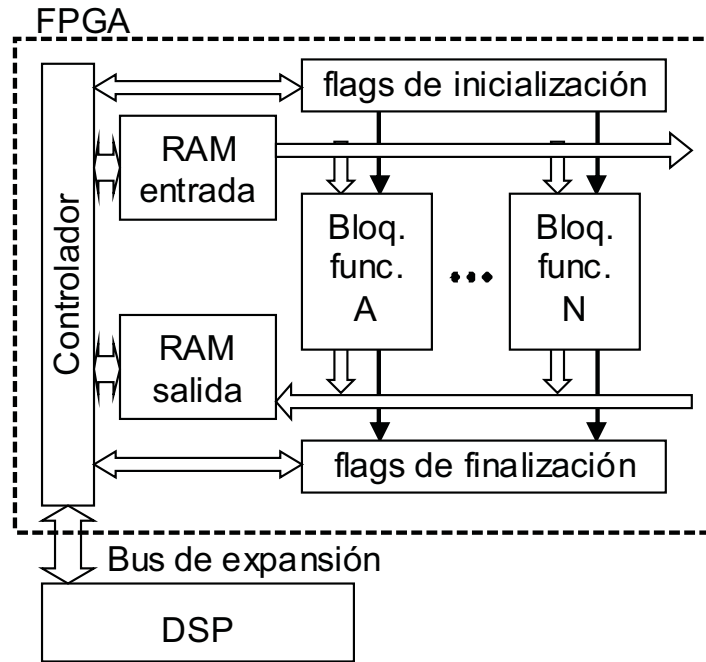 FPGA
flags de inicialización
RAM
entrada
Controlador
Bloq.
func.
A
Bloq.
func.
N
RAM
salida
flags de finalización
Bus de expansión
DSP